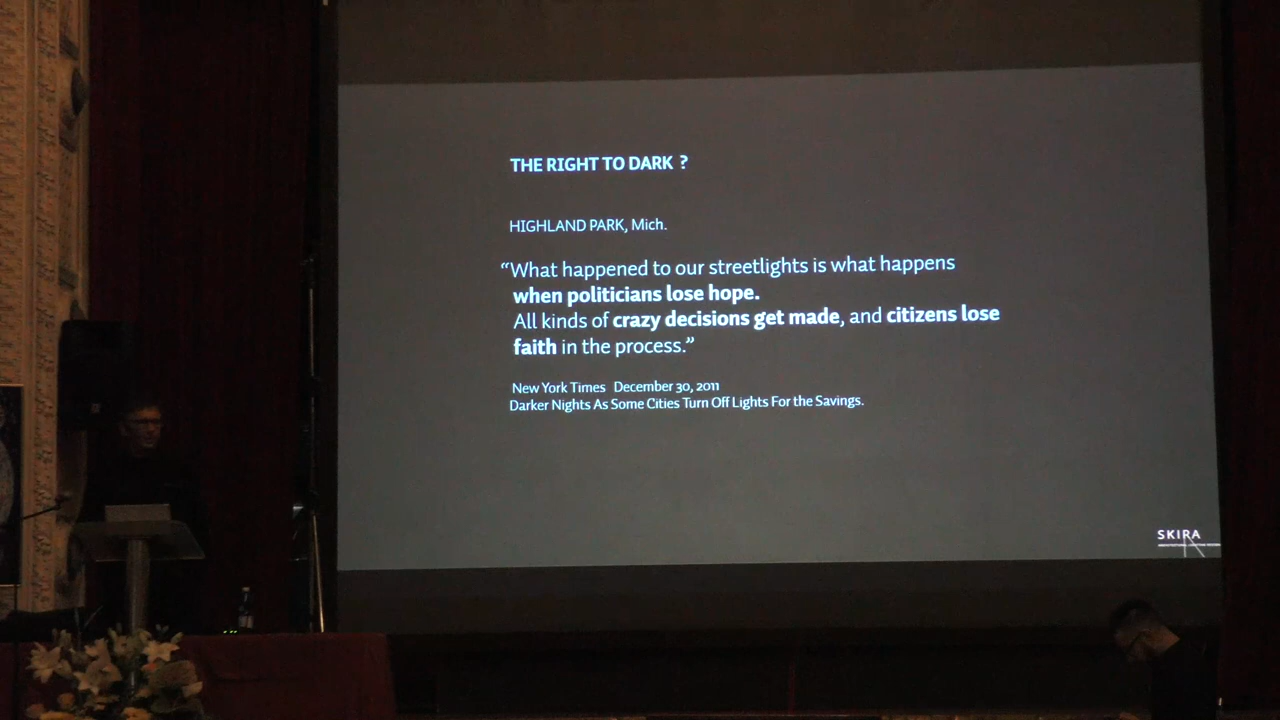 THE RIGHT TO DARK ?
HIGHLAND PARK, Mich.
“What happened to our streetlights is what happens
when politicians lose hope.
All kinds of crazy decisions get made, and citizens lose
faith in the process.”
New York Times December 30, 2011
Darker Nights As Some Cities Turn Off Lights For the Savings.
SKIRA